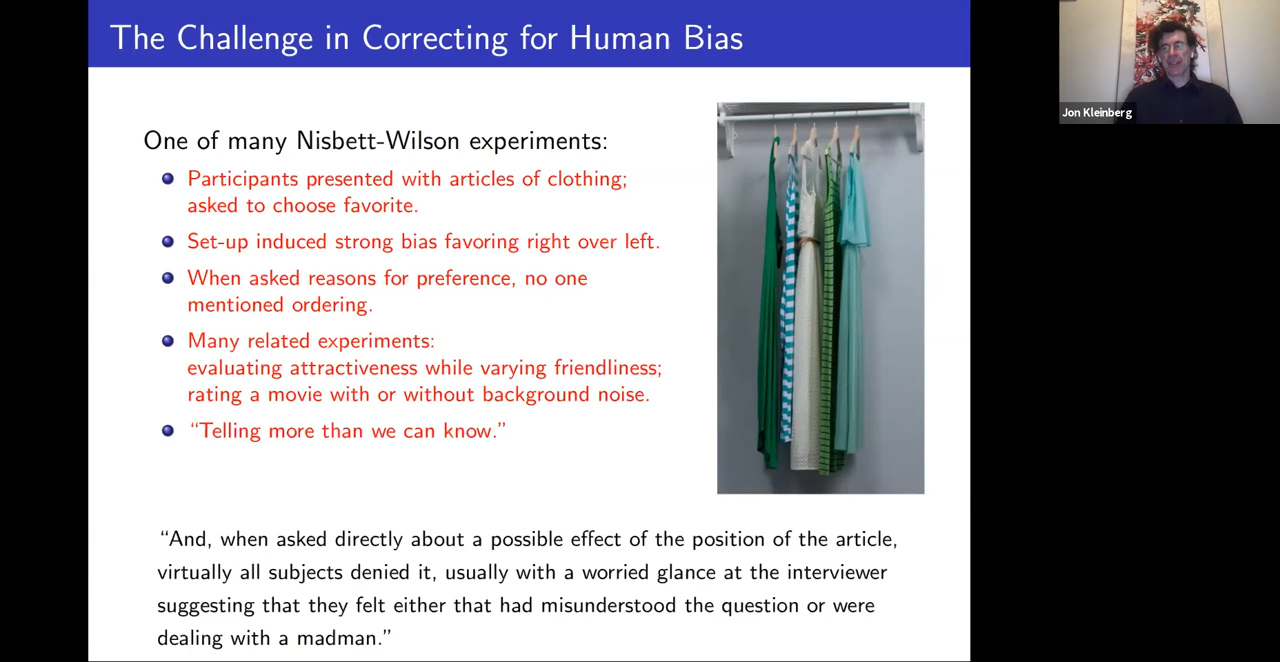 The Challenge in Correcting for Human Bias
Jon Kleinberg
One of many Nisbett-Wilson experiments:
Participants presented with articles of clothing;
asked to choose favorite.
Set-up induced strong bias favoring right over left.
When asked reasons for preference, no one
mentioned ordering.
Many related experiments:
evaluating attractiveness while varying friendliness;
rating a movie with or without background noise.
“Telling more than we can know.”
“And, when asked directly about a possible effect of the position of the article,
virtually all subjects denied it, usually with a worried glance at the interviewer
suggesting that they felt either that had misunderstood the question or were
dealing with a madman.”